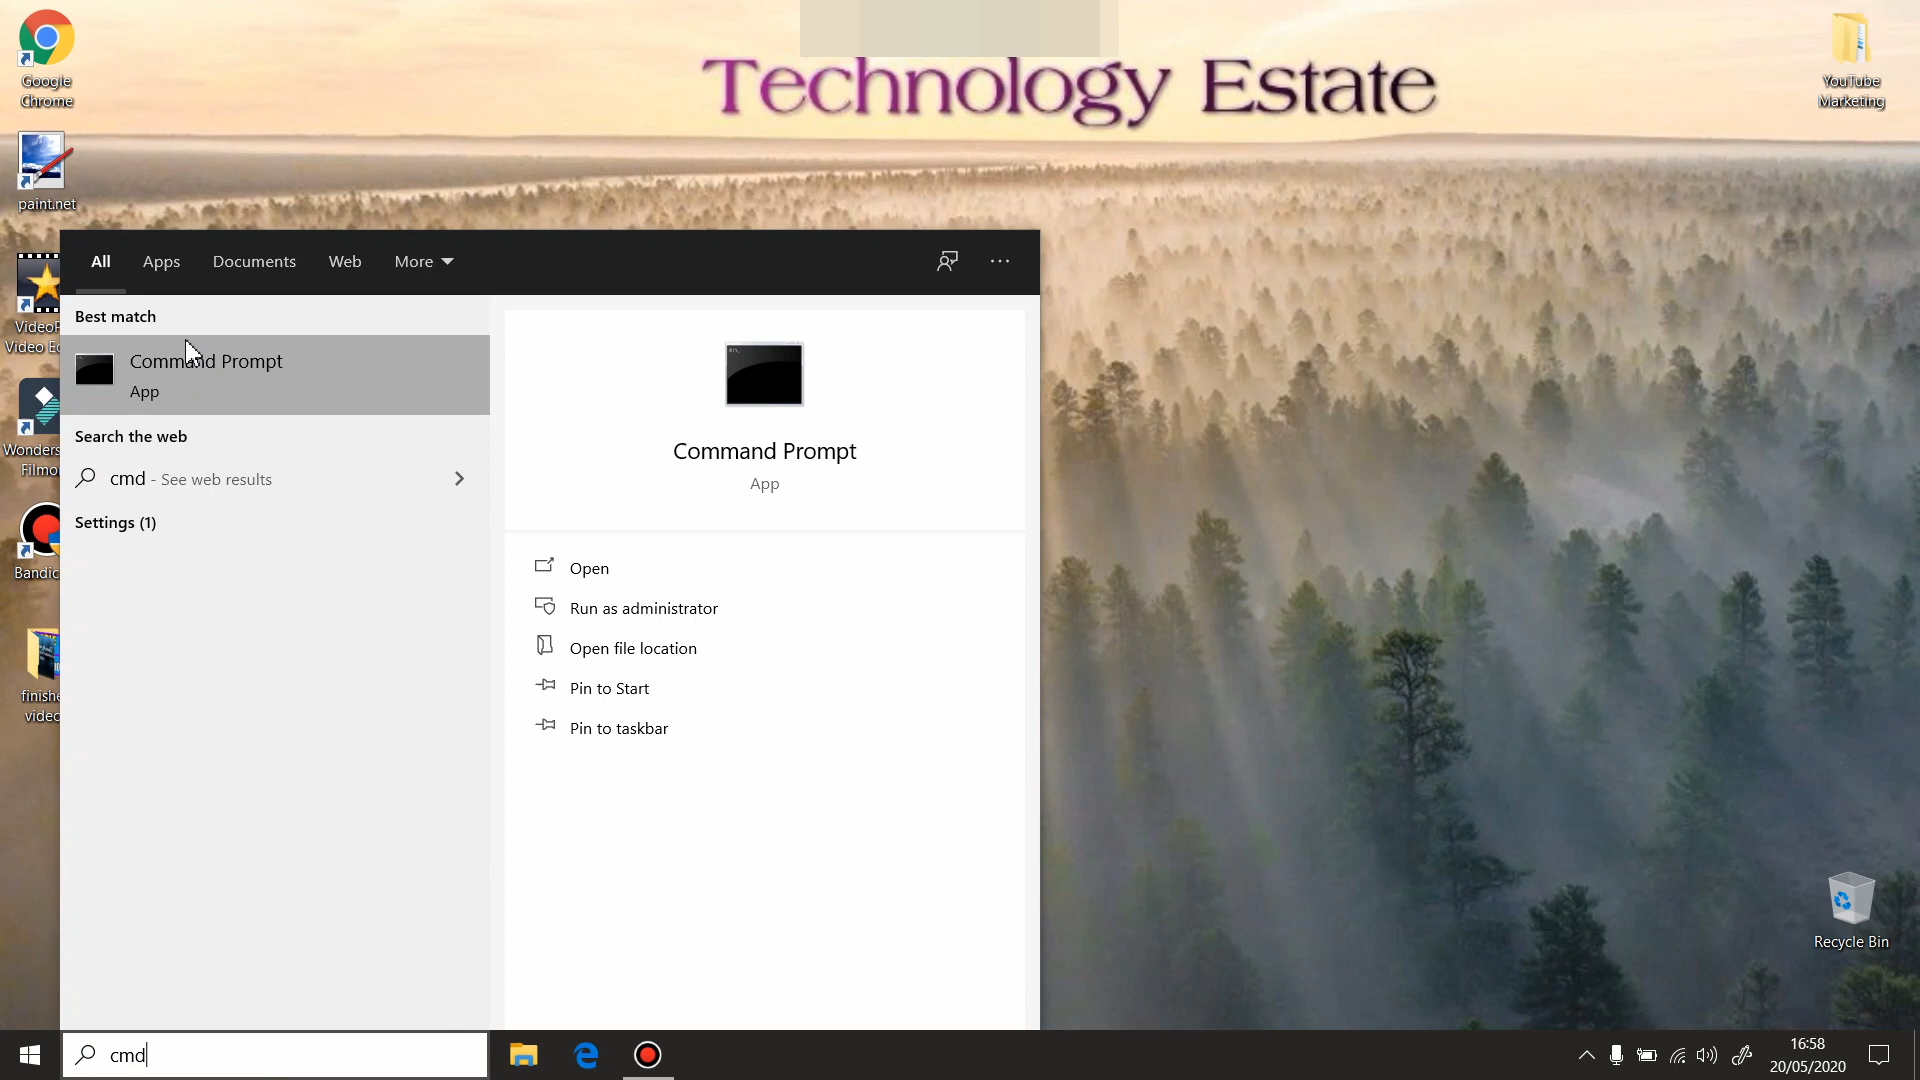 Technology Estate
Google
Chrome
paint.net
YouTube
Marketing
All
Apps
Documents
Web
More
Best match
Command Prompt
App
Search the web
cmd - See web results
Settings (1)
Command Prompt
App
Open
Run as administrator
Open file location
Pin to Start
Pin to taskbar
Recycle Bin
cmd
16:58
20/05/2020